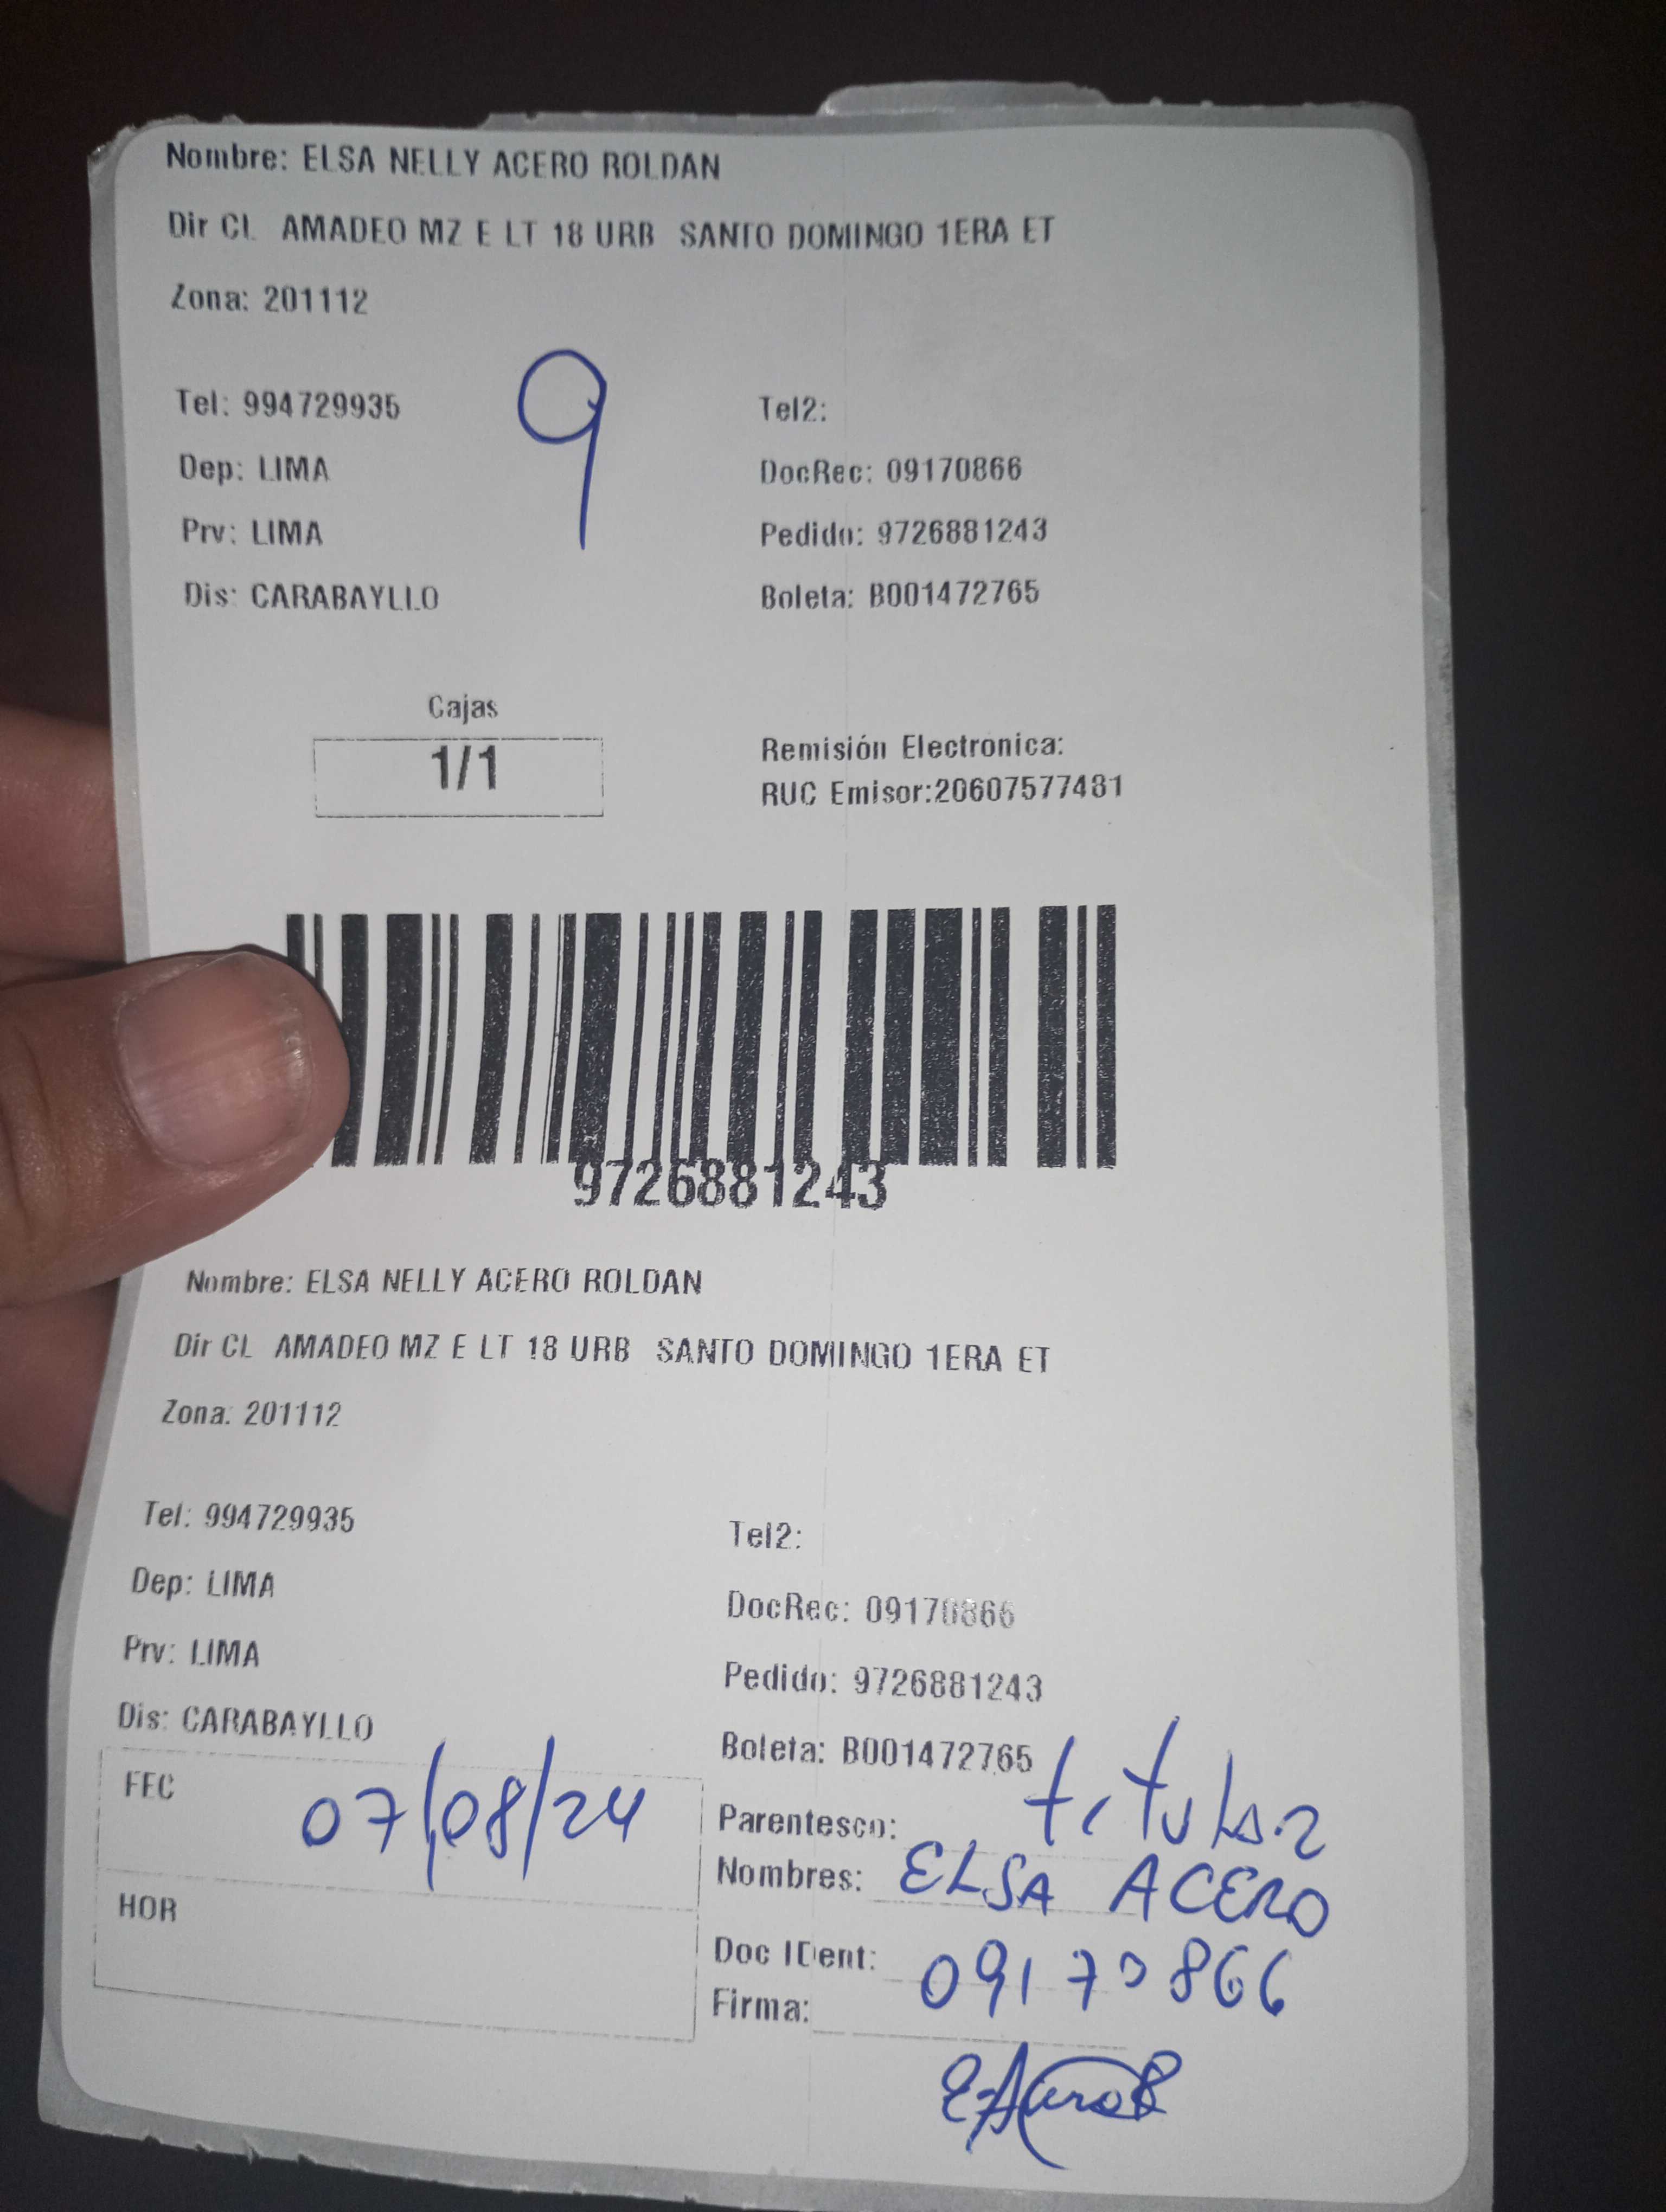 Nombre: ELSA NELLY ACERO ROLDAN
Dir CL AMADEO MZ E LT 18 URB SANTO DOMINGO 1ERA ET
Zona: 201112
9
Tel: 994729935 Tel2:
Dep: LIMA DocRec: 09170866
Prv: LIMA Pedido: 9726881243
Dis: CARABAYLLO Boleta: B001472765
Cajas
1/1
Remisión Electronica:
RUC Emisor:20607577481
9726881243
Nombre: ELSA NELLY ACERO ROLDAN
Dir CL AMADEO MZ E LT 18 URB SANTO DOMINGO 1ERA ET
Zona: 201112
Tel: 994729935 Tel2:
Dep: LIMA DocRec: 09170866
Prv: LIMA Pedido: 9726881243
Dis: CARABAYLLO Boleta: B001472765
FEC 07/08/24
HOR
Parentesco: titular
Nombres: ELSA ACERO
Doc IDent: 09170866
Firma: EAceroR